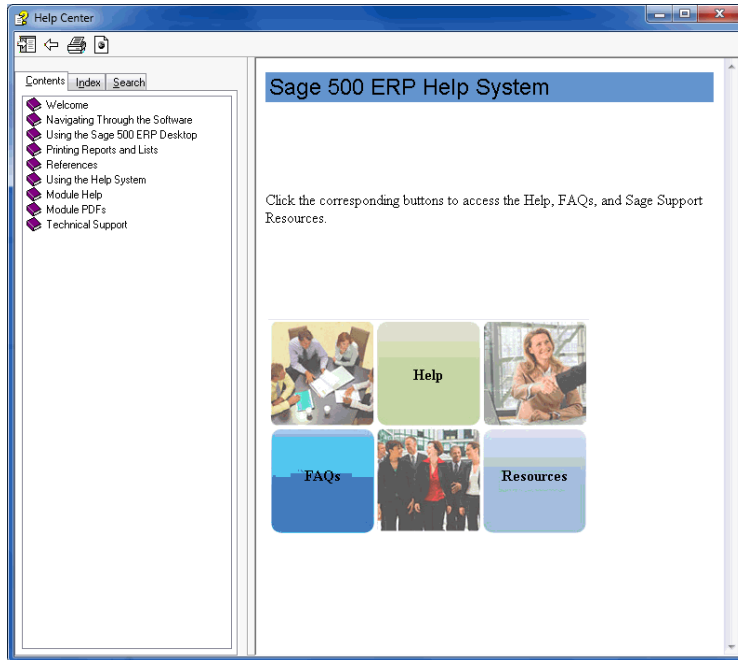 Help Center
Contents Index Search
Welcome
Navigating Through the Software
Using the Sage 500 ERP Desktop
Printing Reports and Lists
References
Using the Help System
Module Help
Module PDFs
Technical Support
Sage 500 ERP Help System
Click the corresponding buttons to access the Help, FAQs, and Sage Support
Resources.
Help
FAQs
Resources